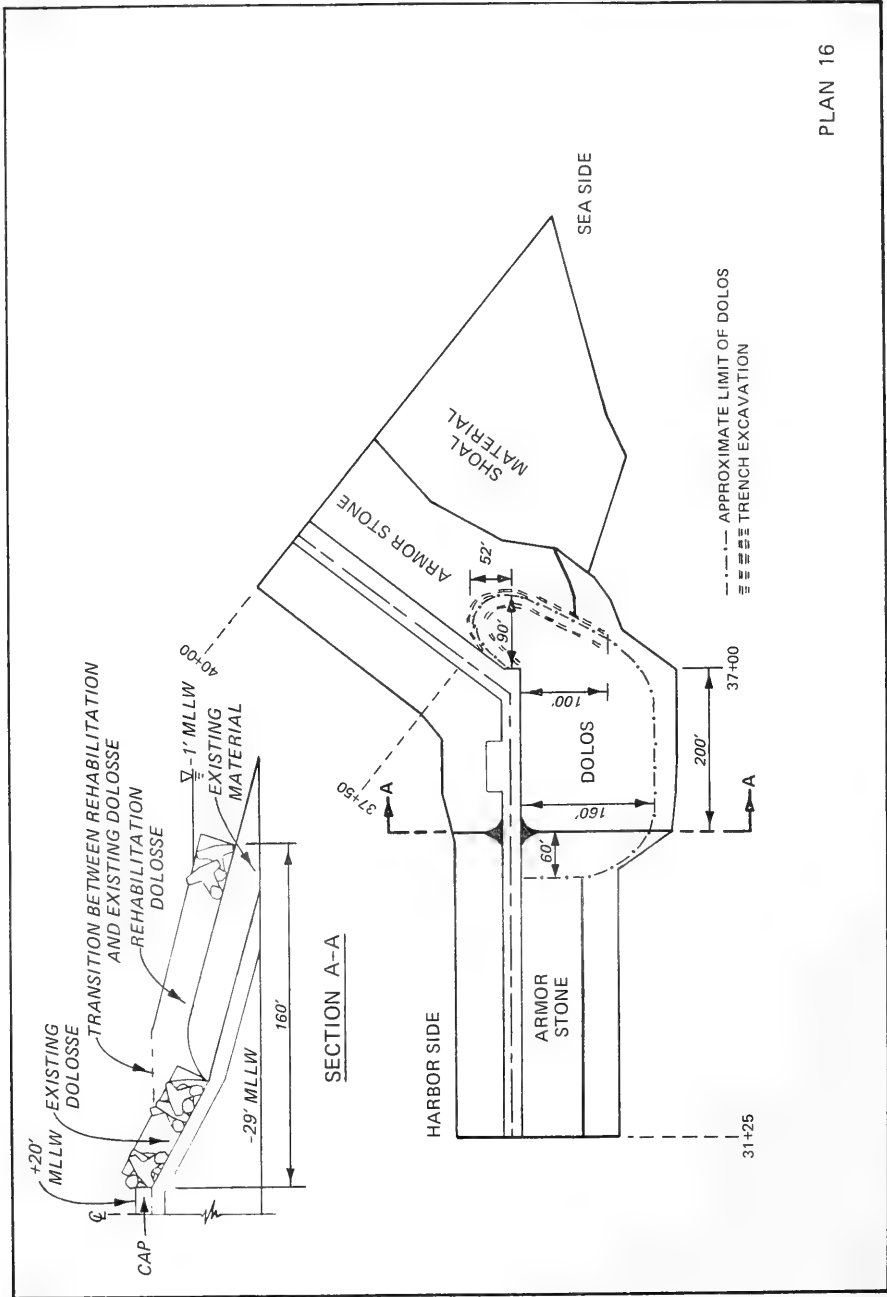 +20'
MLLW
EXISTING
DOLOSSE
TRANSITION BETWEEN REHABILITATION
AND EXISTING DOLOSSE
REHABILITATION
DOLOSSE
-1' MLLW
EXISTING
MATERIAL
℄
CAP
-29' MLLW
160'
SECTION A-A
HARBOR SIDE
40+00
37+50
ARMOR STONE
SHOAL
MATERIAL
SEA SIDE
52'
90'
A
100'
DOLOS
160'
60'
A
ARMOR
STONE
200'
31+25
37+00
APPROXIMATE LIMIT OF DOLOS
TRENCH EXCAVATION
PLAN 16